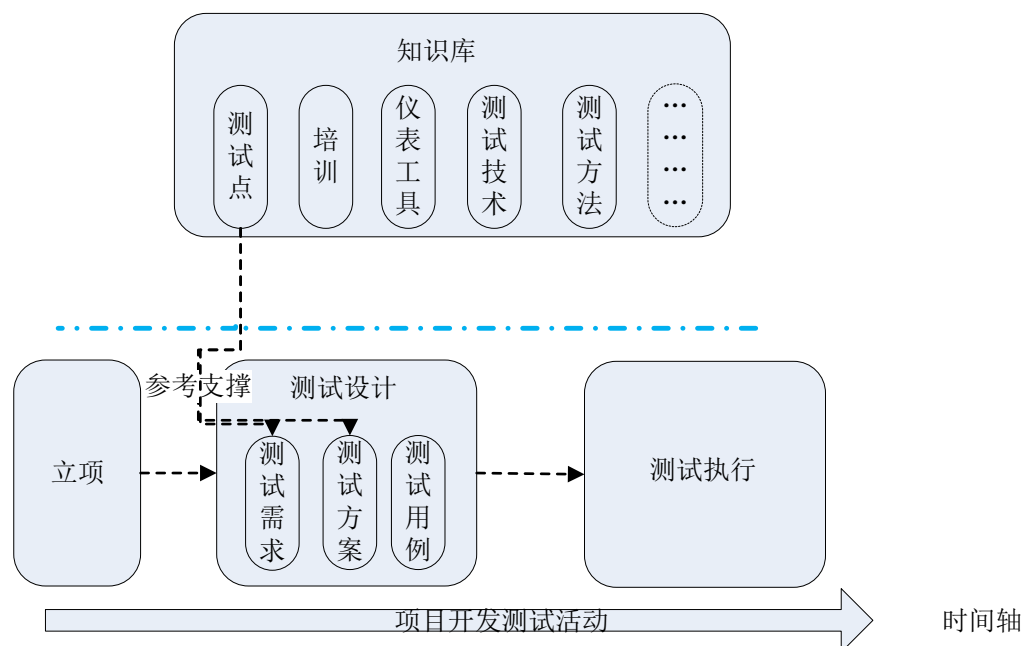 知识库
测试点
培训
仪表工具
测试技术
测试方法
…
…
…
…
参考支撑
测试设计
立项
测试需求
测试方案
测试用例
测试执行
项目开发测试活动
时间轴